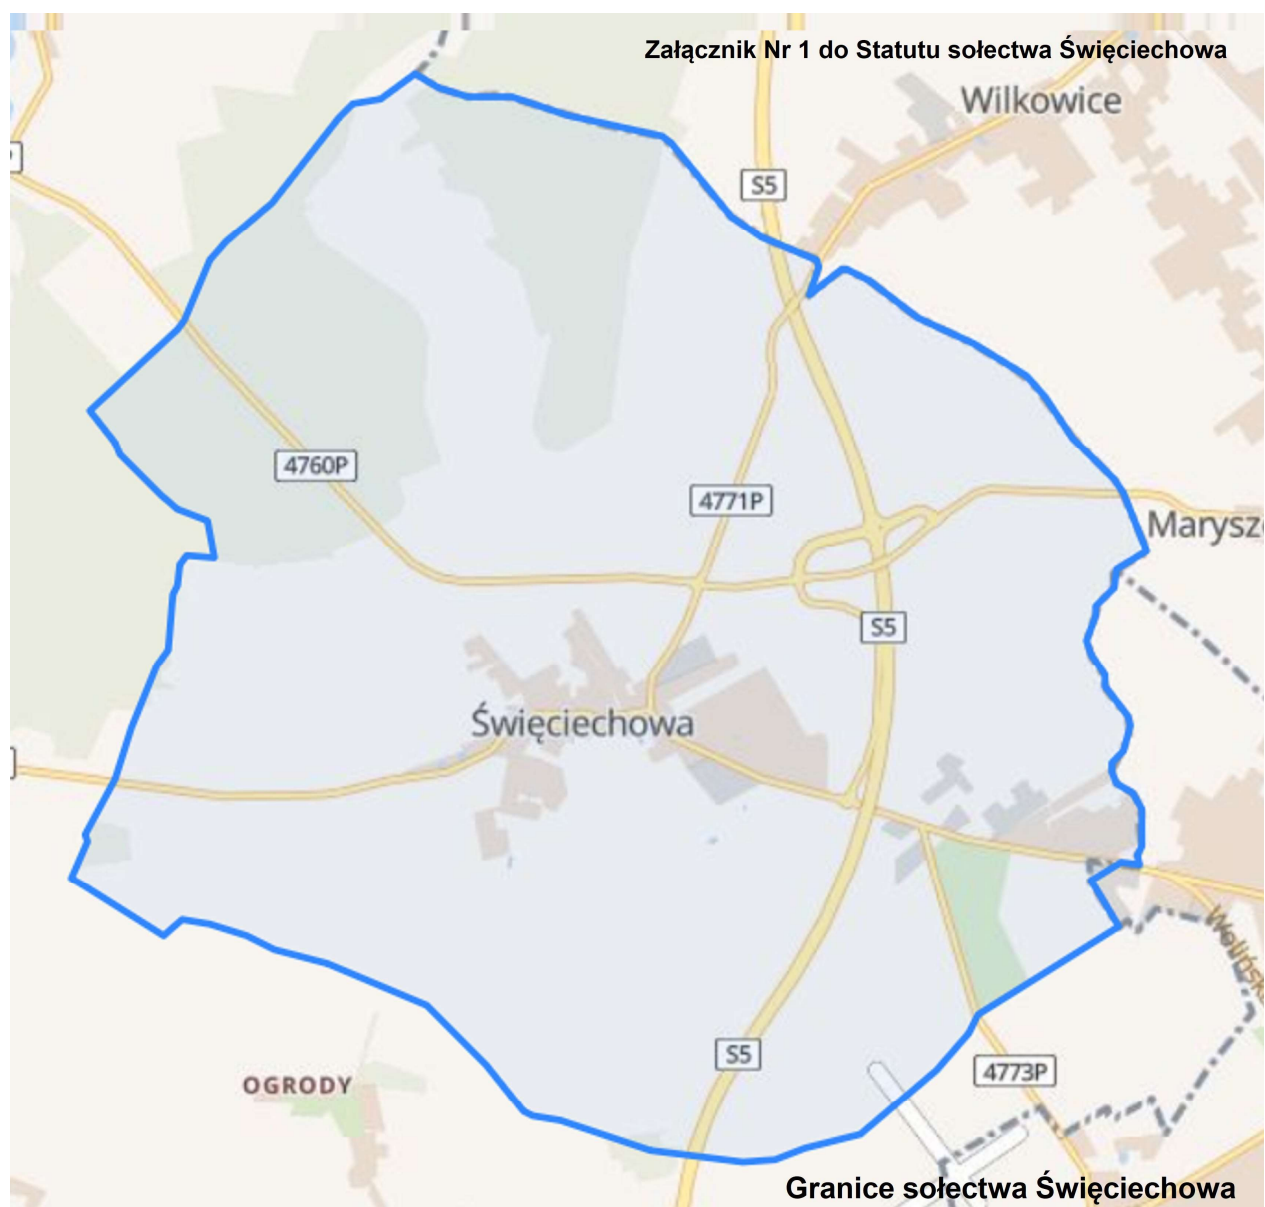 Załącznik Nr 1 do Statutu sołectwa Święciechowa
Wilkowice
S5
4760P
4771P
S5
Święciechowa
S5
OGRODY
4773P
Granice sołectwa Święciechowa